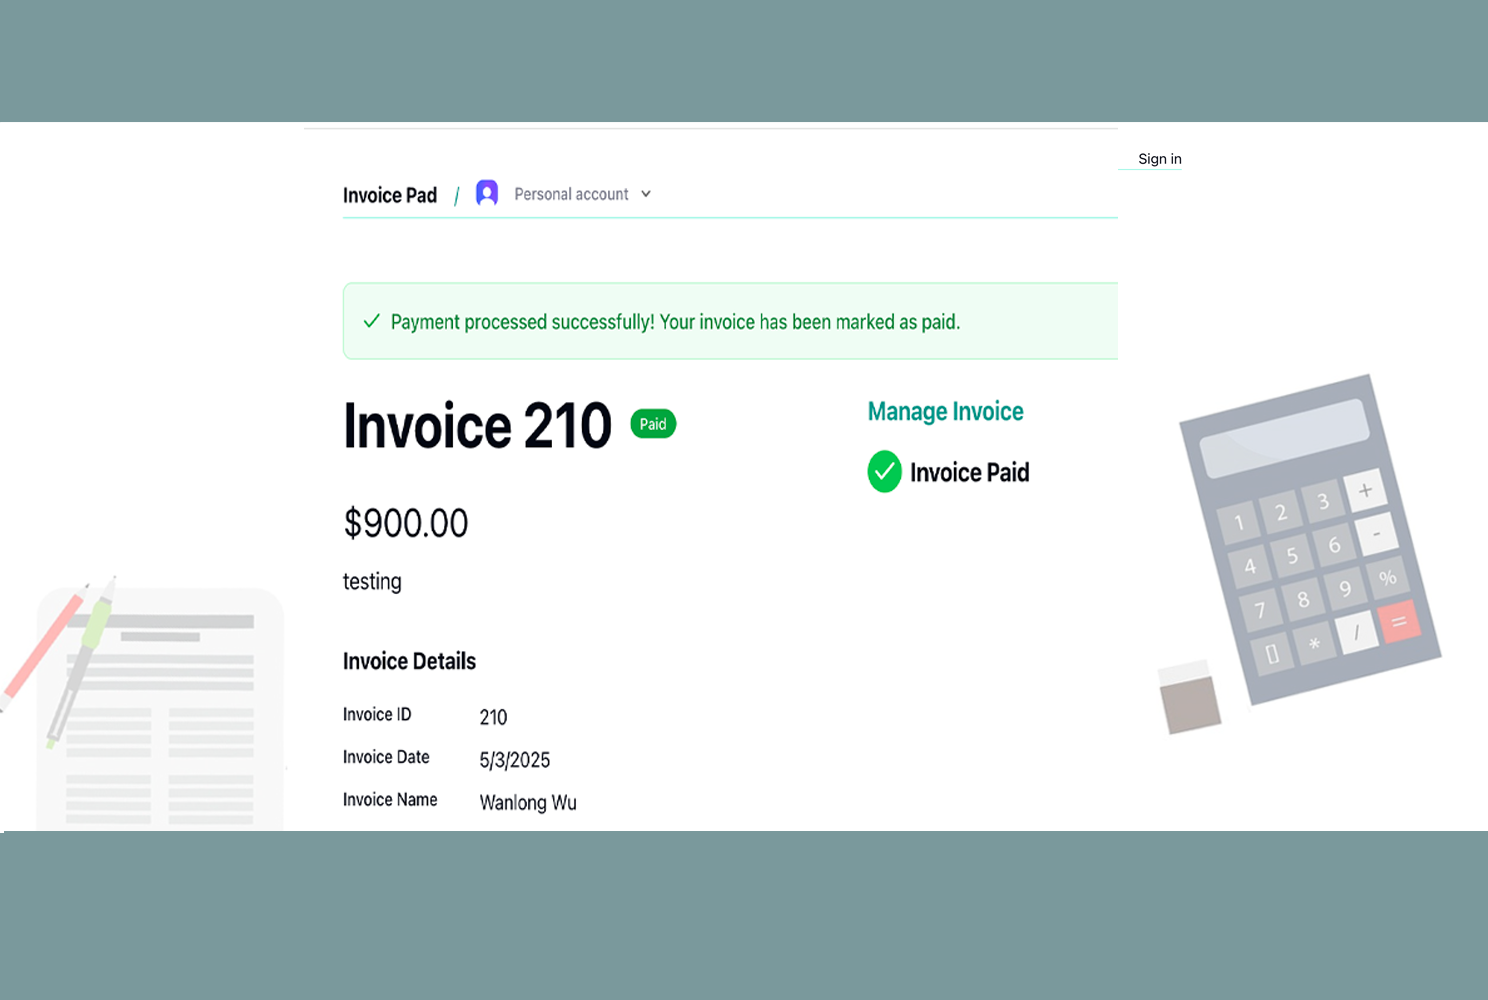 Sign in
Invoice Pad / Personal account
Payment processed successfully! Your invoice has been marked as paid.
Invoice 210 Paid
$900.00
testing
Manage Invoice
Invoice Paid
Invoice Details
Invoice ID 210
Invoice Date 5/3/2025
Invoice Name Wanlong Wu
1 2 3 +
4 5 6 -
7 8 9 %
[] * / =